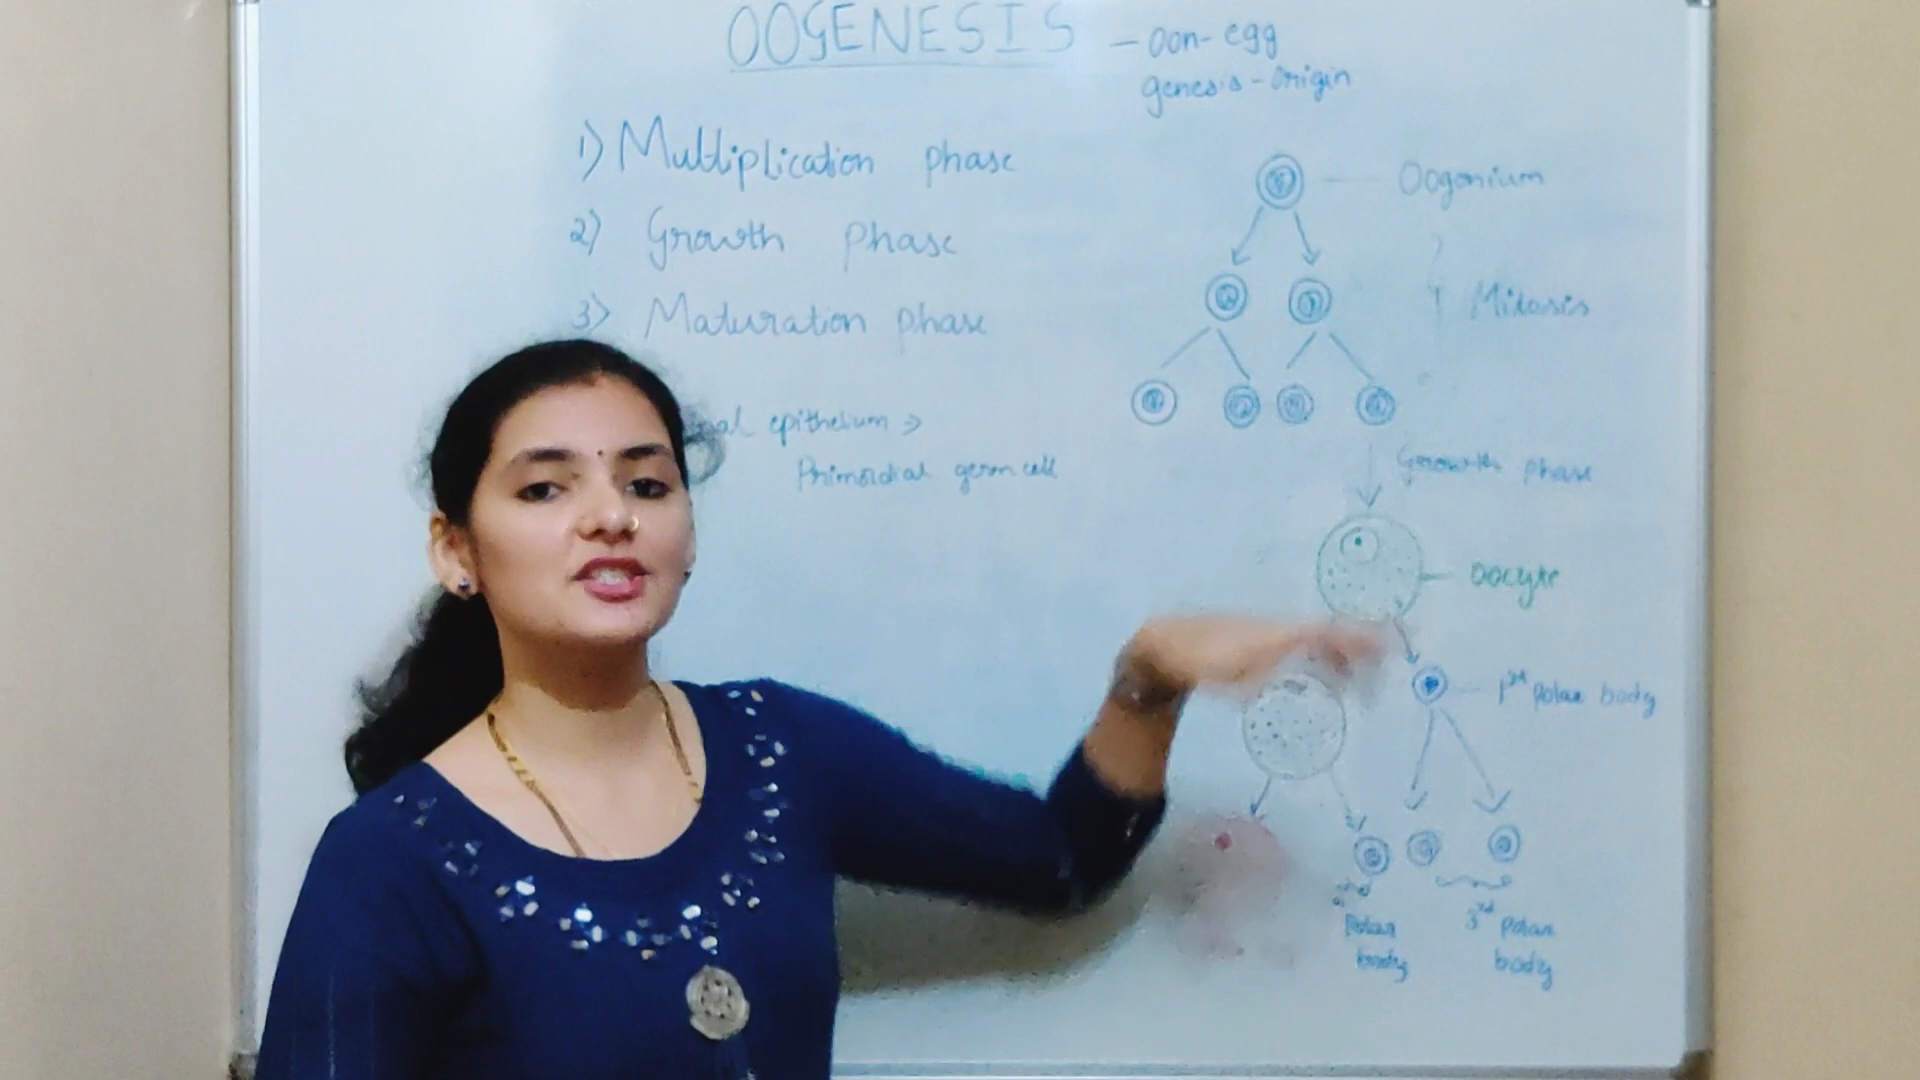 OOGENESIS - oon- egg
genesis - origin
1) Multiplication phase
2) Growth phase
3) Maturation phase
epithelium >
Primordial germ cell
Oogonium
Mitosis
Growth phase
oocyte
1st polar body
2nd
Polar
body
3rd polar
body